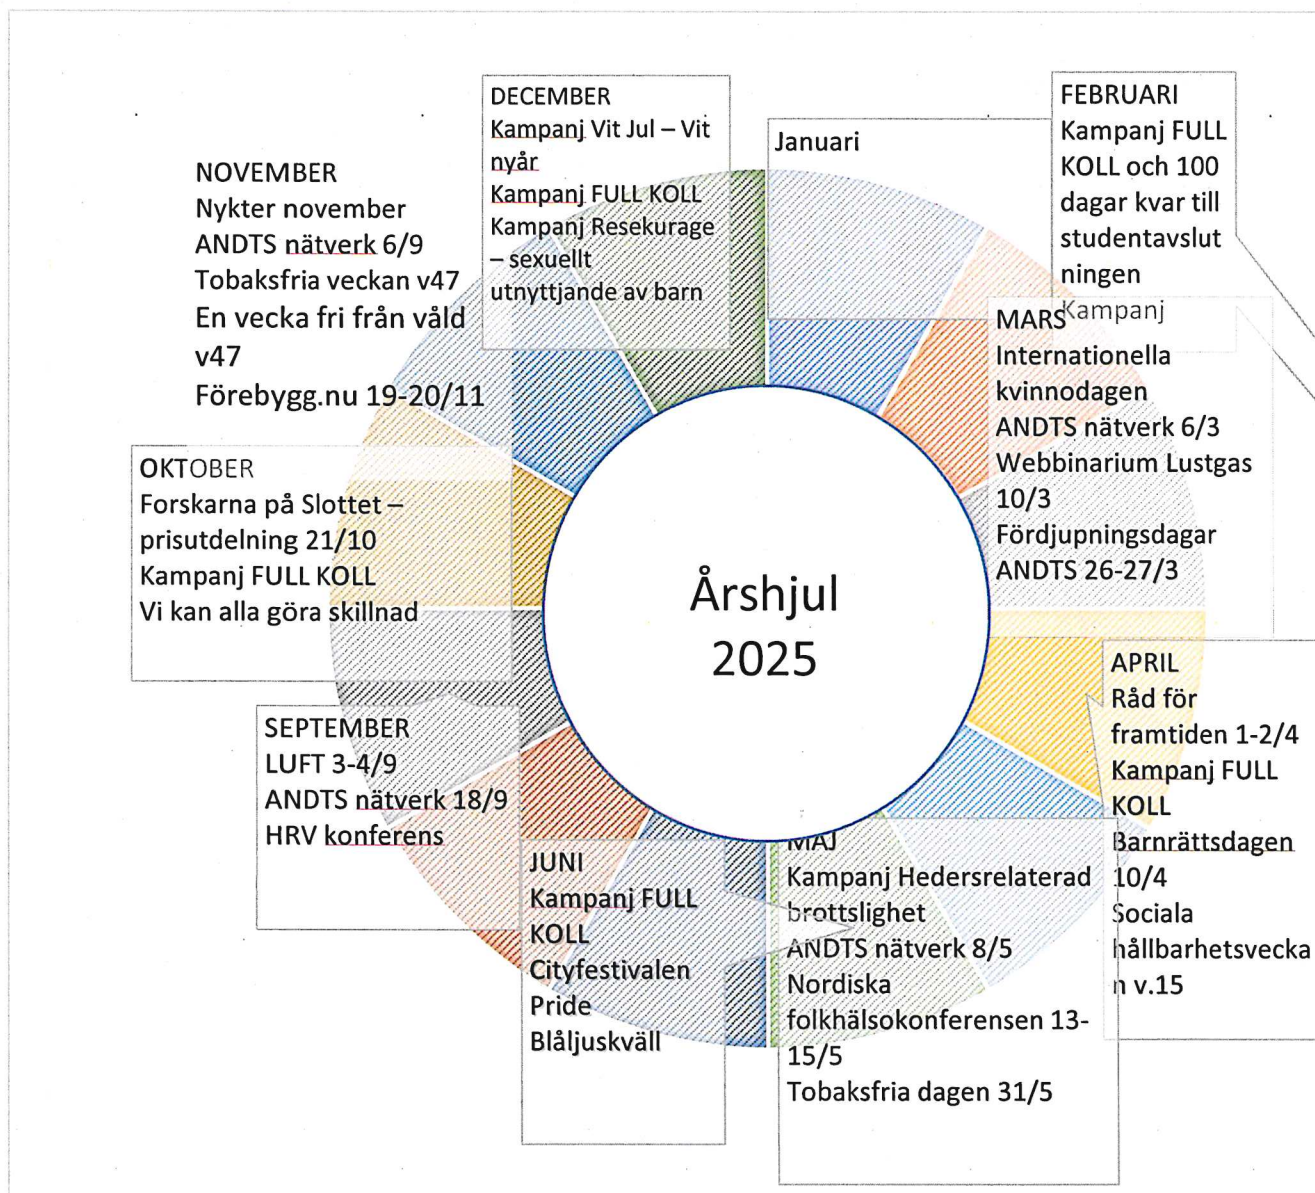 Årshjul
2025
Januari
FEBRUARI
Kampanj FULL
KOLL och 100
dagar kvar till
studentavslut
ningen
Kampanj
MARS
Internationella
kvinnodagen
ANDTS nätverk 6/3
Webbinarium Lustgas
10/3
Fördjupningsdagar
ANDTS 26-27/3
APRIL
Råd för
framtiden 1-2/4
Kampanj FULL
KOLL
Barnrättsdagen
10/4
Sociala
hållbarhetsvecka
n v.15
MAJ
Kampanj Hedersrelaterad
brottslighet
ANDTS nätverk 8/5
Nordiska
folkhälsokonferensen 13-
15/5
Tobaksfria dagen 31/5
JUNI
Kampanj FULL
KOLL
Cityfestivalen
Pride
Blåljuskväll
SEPTEMBER
LUFT 3-4/9
ANDTS nätverk 18/9
HRV konferens
OKTOBER
Forskarna på Slottet –
prisutdelning 21/10
Kampanj FULL KOLL
Vi kan alla göra skillnad
NOVEMBER
Nykter november
ANDTS nätverk 6/9
Tobaksfria veckan v47
En vecka fri från våld
v47
Förebygg.nu 19-20/11
DECEMBER
Kampanj Vit Jul – Vit
nyår
Kampanj FULL KOLL
Kampanj Resekurage
– sexuellt
utnyttjande av barn